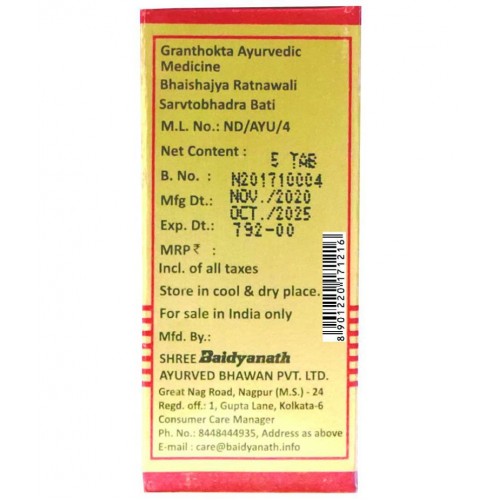 Granthokta Ayurvedic
Medicine
Bhaishajya Ratnawali
Sarvtobhadra Bati
M.L. No.: ND/AYU/4
Net Content : 5 TAB
B. No. : N201710004
Mfg Dt.: NOV./2020
Exp. Dt.: OCT./2025
MRP₹ : 792-00
Incl. of all taxes
Store in cool & dry place.
For sale in India only
Mfd. By.:
SHREE Baidyanath
AYURVED BHAWAN PVT. LTD.
Great Nag Road, Nagpur (M.S.) - 24
Regd. off.: 1, Gupta Lane, Kolkata-6
Consumer Care Manager
Ph. No.: 8448444935, Address as above
E-mail : care@baidyanath.info
8901220171216